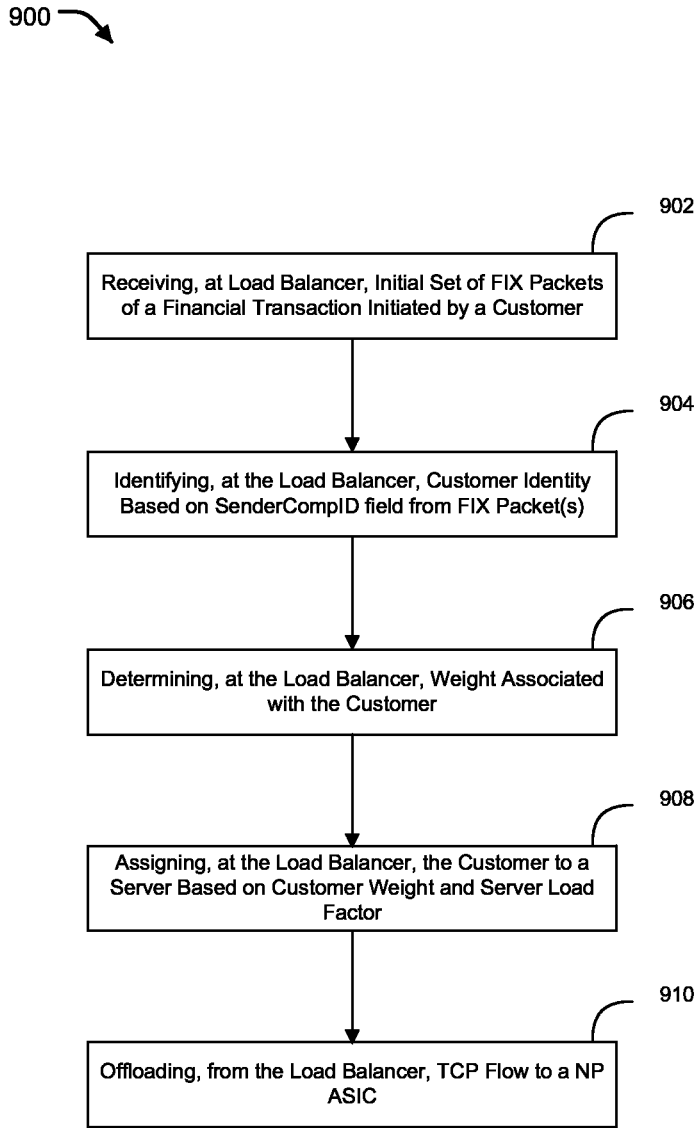 900
902
Receiving, at Load Balancer, Initial Set of FIX Packets
of a Financial Transaction Initiated by a Customer
904
Identifying, at the Load Balancer, Customer Identity
Based on SenderCompID field from FIX Packet(s)
906
Determining, at the Load Balancer, Weight Associated
with the Customer
908
Assigning, at the Load Balancer, the Customer to a
Server Based on Customer Weight and Server Load
Factor
910
Offloading, from the Load Balancer, TCP Flow to a NP
ASIC